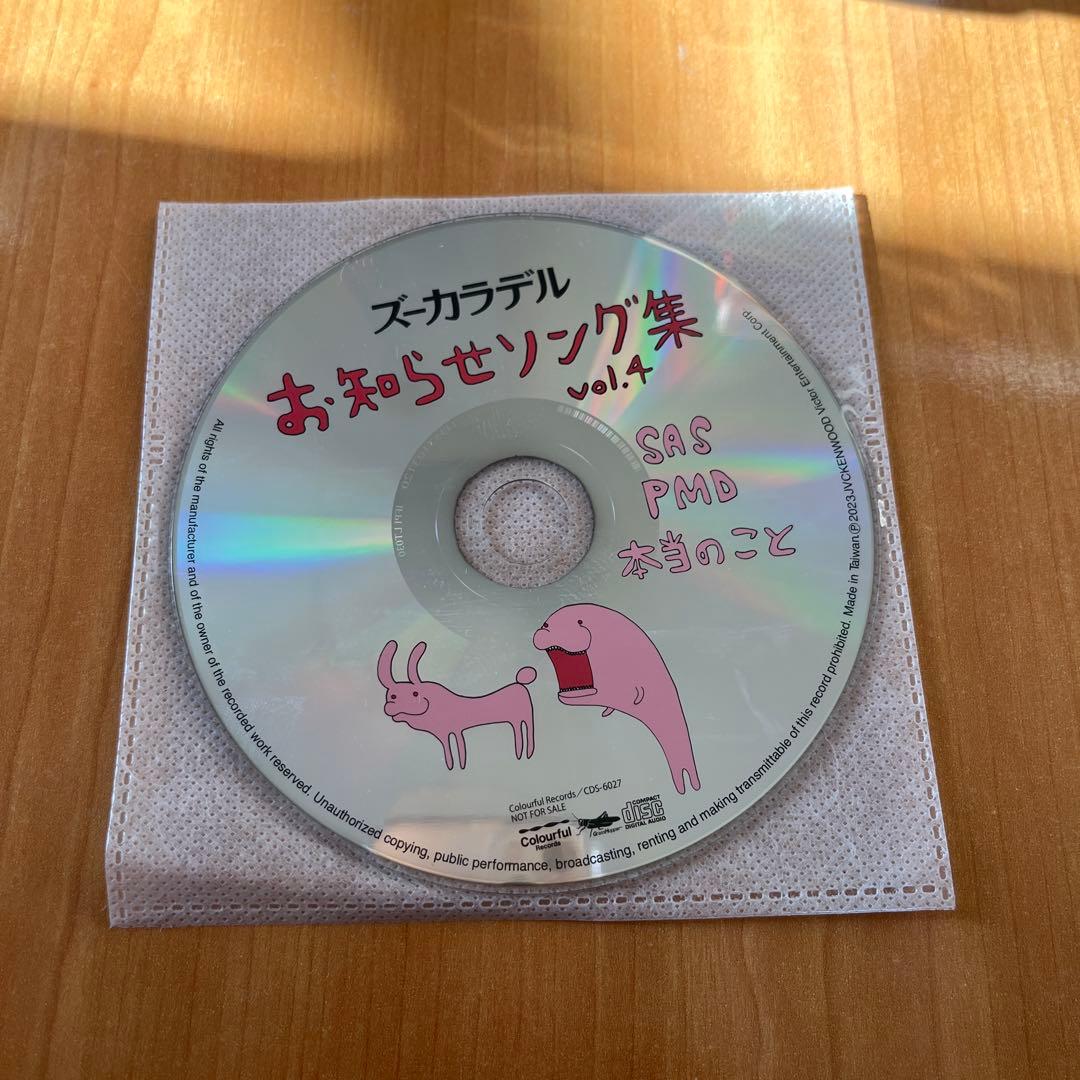 ズーカラデル
お知らせソング集
vol.4
SAS
PMD
本当のこと
Colourful Records／CDS-6027
NOT FOR SALE
Colourful
Records
GrassHopper
COMPACT
disc
DIGITAL AUDIO
All rights of the manufacturer and of the owner of the recorded work reserved. Unauthorized copying, public performance, broadcasting, renting and making transmittable of this record prohibited. Made in Taiwan.Ⓟ2023JVCKENWOOD Victor Entertainment Corp.